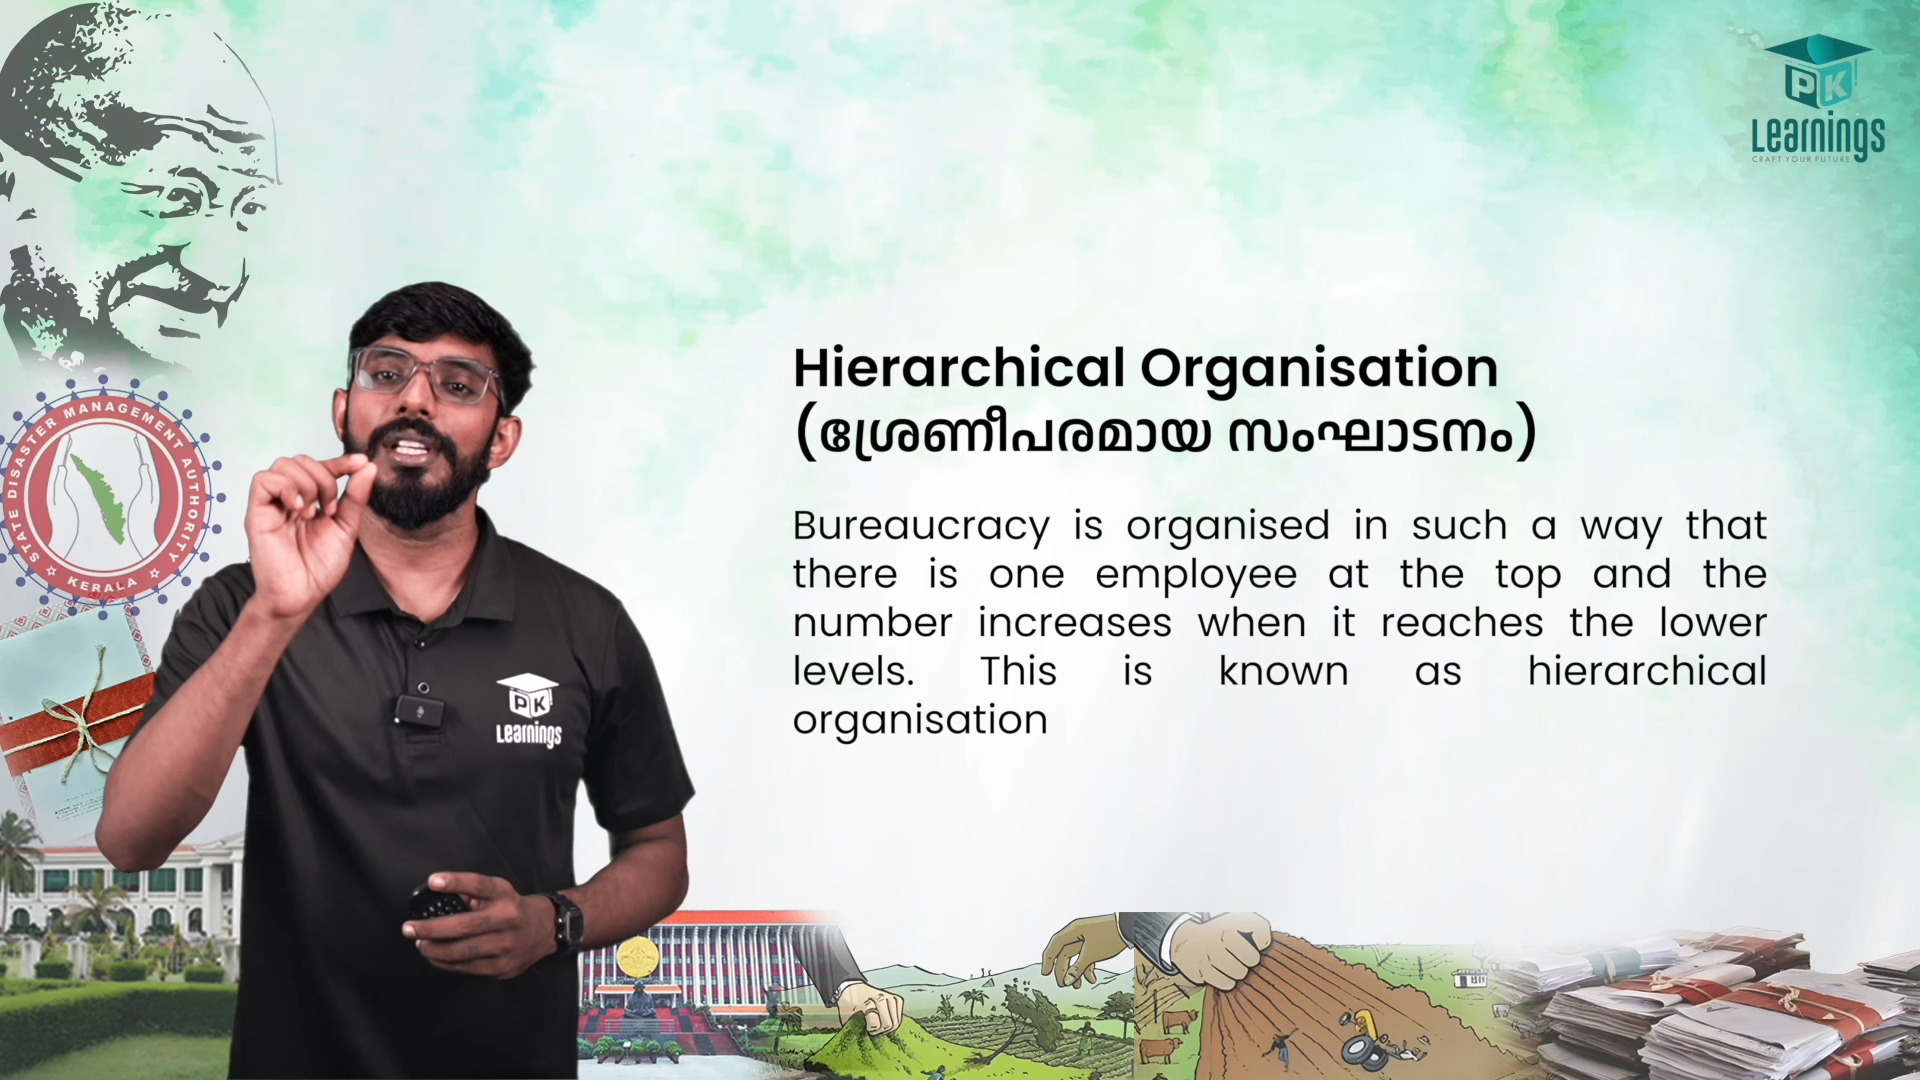 PK
Learnings
CRAFT YOUR FUTURE
STATE DISASTER MANAGEMENT AUTHORITY
KERALA
Hierarchical Organisation
(ശ്രേണീപരമായ സംഘാടനം)
Bureaucracy is organised in such a way that
there is one employee at the top and the
number increases when it reaches the lower
levels. This is known as hierarchical
organisation
PK
Learnings